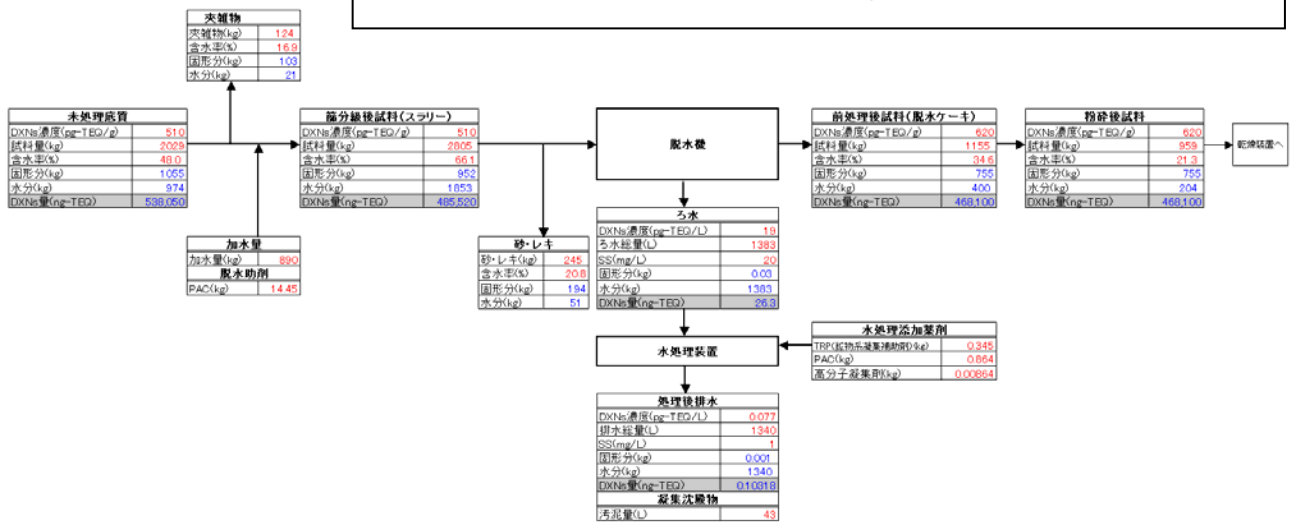 夾雑物
夾雑物(kg) 124
含水率(%) 16.9
固形分(kg) 103
水分(kg) 21
未処理底質
DXNs濃度(pg-TEQ/g) 510
試料量(kg) 2029
含水率(%) 48.0
固形分(kg) 1055
水分(kg) 974
DXNs量(ng-TEQ) 538,050
加水量
加水量(kg) 890
脱水助剤
PAC(kg) 14.45
篩分級後試料(スラリー)
DXNs濃度(pg-TEQ/g) 510
試料量(kg) 2805
含水率(%) 66.1
固形分(kg) 952
水分(kg) 1853
DXNs量(ng-TEQ) 485,520
砂・レキ
砂・レキ(kg) 245
含水率(%) 20.8
固形分(kg) 194
水分(kg) 51
脱水機
ろ水
DXNs濃度(pg-TEQ/L) 19
ろ水総量(L) 1383
SS(mg/L) 20
固形分(kg) 0.03
水分(kg) 1383
DXNs量(ng-TEQ) 26.3
水処理装置
水処理添加薬剤
TRP(鉱物系凝集補助剤)(kg) 0.345
PAC(kg) 0.864
高分子凝集剤(kg) 0.00864
処理後排水
DXNs濃度(pg-TEQ/L) 0.077
排水総量(L) 1340
SS(mg/L) 1
固形分(kg) 0.001
水分(kg) 1340
DXNs量(ng-TEQ) 0.10318
凝集沈殿物
汚泥量(L) 43
前処理後試料(脱水ケーキ)
DXNs濃度(pg-TEQ/g) 620
試料量(kg) 1155
含水率(%) 34.6
固形分(kg) 755
水分(kg) 400
DXNs量(ng-TEQ) 468,100
粉砕後試料
DXNs濃度(pg-TEQ/g) 620
試料量(kg) 959
含水率(%) 21.3
固形分(kg) 755
水分(kg) 204
DXNs量(ng-TEQ) 468,100
乾燥装置へ